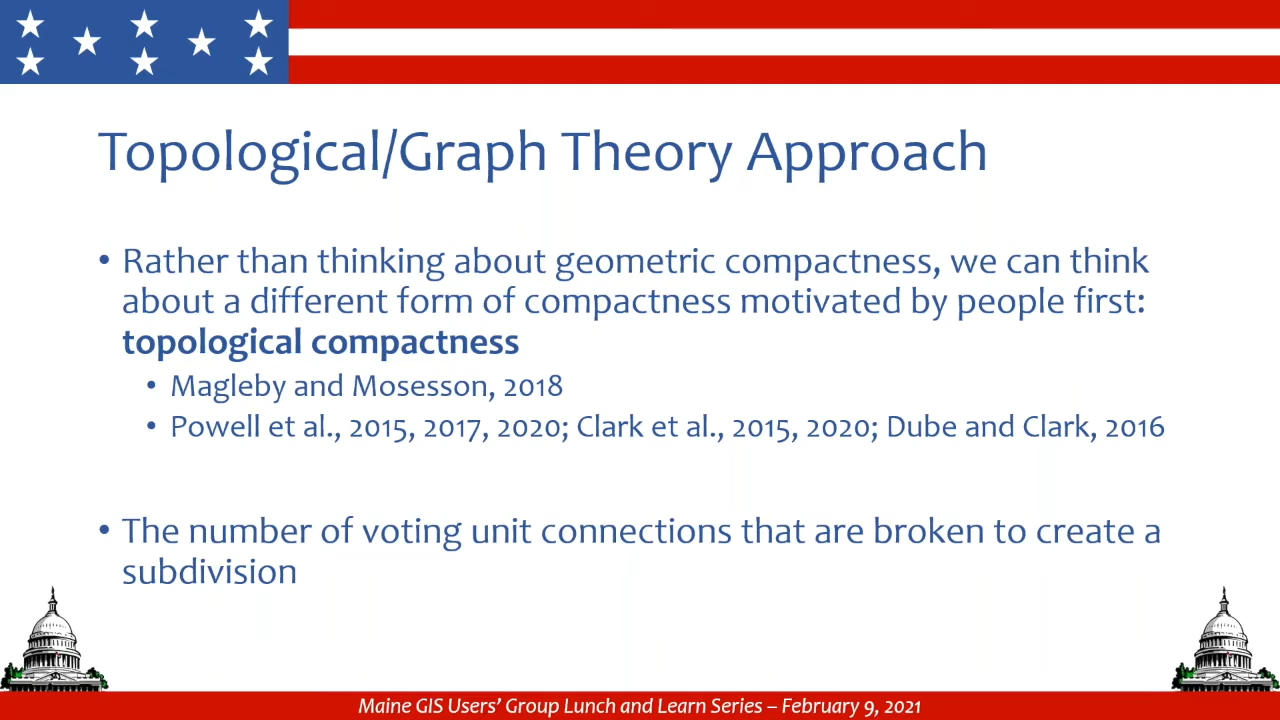 Topological/Graph Theory Approach
• Rather than thinking about geometric compactness, we can think
about a different form of compactness motivated by people first:
topological compactness
• Magleby and Mosesson, 2018
• Powell et al., 2015, 2017, 2020; Clark et al., 2015, 2020; Dube and Clark, 2016
• The number of voting unit connections that are broken to create a
subdivision
Maine GIS Users’ Group Lunch and Learn Series – February 9, 2021